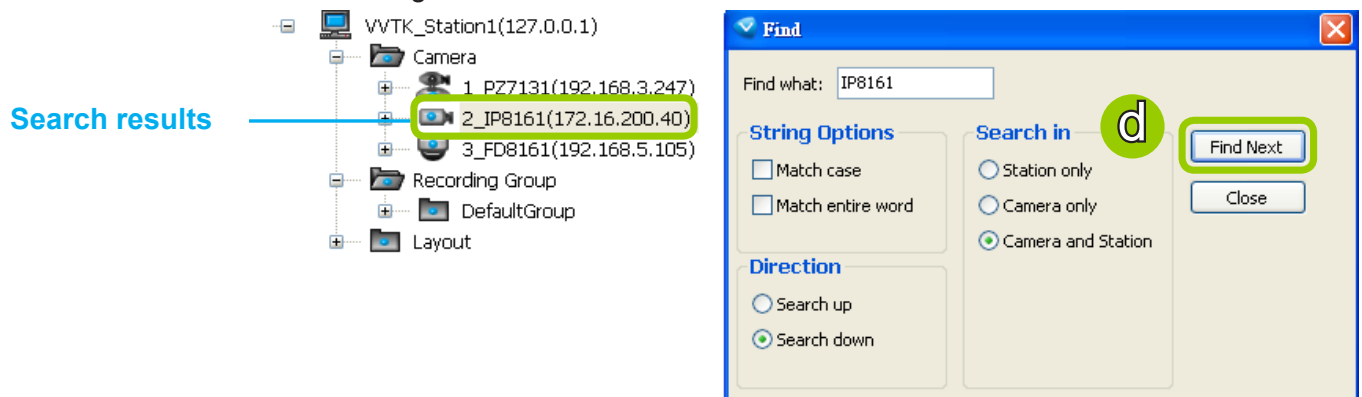 Search results
VVTK_Station1(127.0.0.1)
Camera
1_PZ7131(192.168.3.247)
2_IP8161(172.16.200.40)
3_FD8161(192.168.5.105)
Recording Group
DefaultGroup
Layout
Find
Find what: IP8161
String Options
Match case
Match entire word
Direction
Search up
Search down
Search in
Station only
Camera only
Camera and Station
d
Find Next
Close